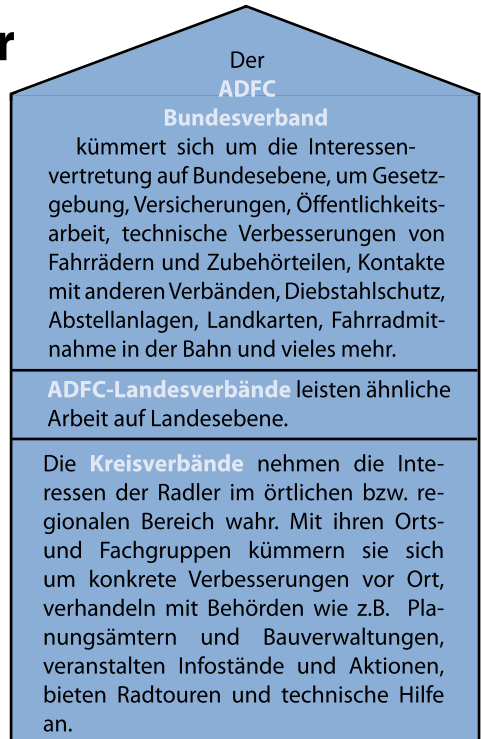 r
Der
ADFC
Bundesverband
kümmert sich um die Interessen-
vertretung auf Bundesebene, um Gesetz-
gebung, Versicherungen, Öffentlichkeits-
arbeit, technische Verbesserungen von
Fahrrädern und Zubehörteilen, Kontakte
mit anderen Verbänden, Diebstahlschutz,
Abstellanlagen, Landkarten, Fahrradmit-
nahme in der Bahn und vieles mehr.
ADFC-Landesverbände leisten ähnliche
Arbeit auf Landesebene.
Die Kreisverbände nehmen die Inte-
ressen der Radler im örtlichen bzw. re-
gionalen Bereich wahr. Mit ihren Orts-
und Fachgruppen kümmern sie sich
um konkrete Verbesserungen vor Ort,
verhandeln mit Behörden wie z.B. Pla-
nungsämtern und Bauverwaltungen,
veranstalten Infostände und Aktionen,
bieten Radtouren und technische Hilfe
an.